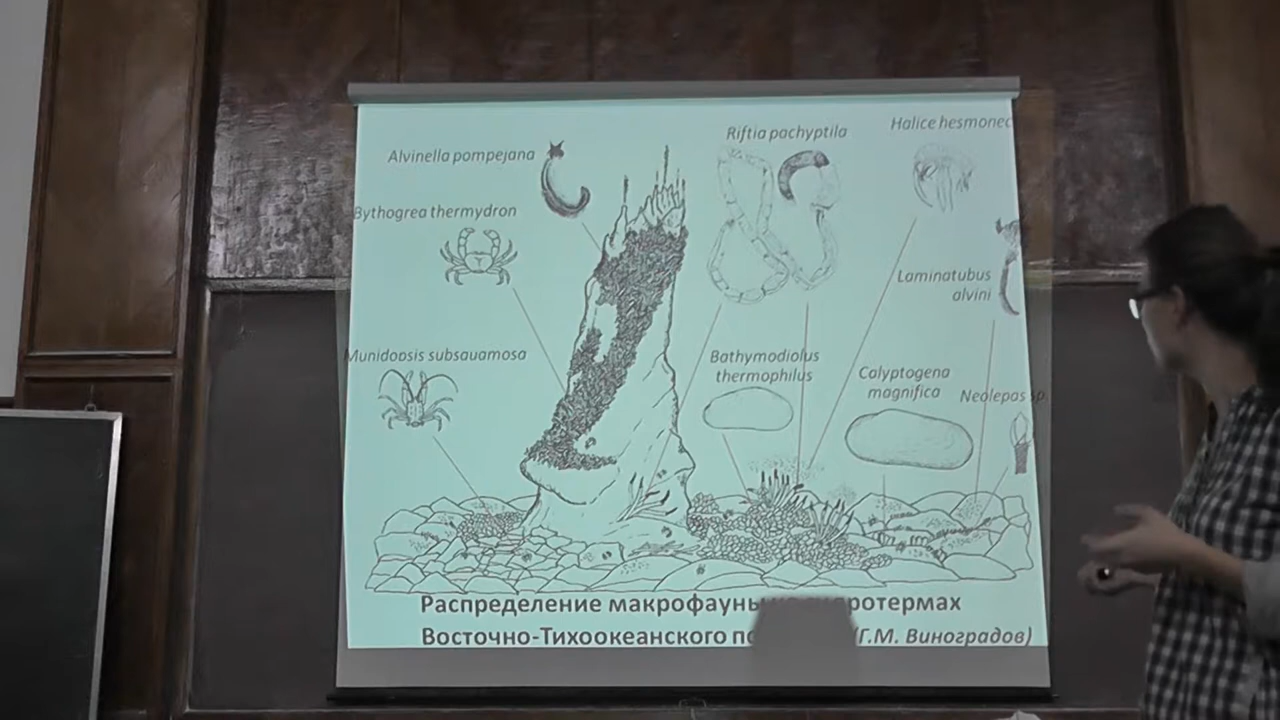 Riftia pachyptila
Halice hesmonec
Alvinella pompejana
Bythogrea thermydron
Laminatubus
alvini
Munidopsis subsquamosa
Bathymodiolus
thermophilus
Calyptogena
magnifica
Neolepas sp.
Распределение макрофауны
Восточно-Тихоокеанского (Г.М. Виноградов)